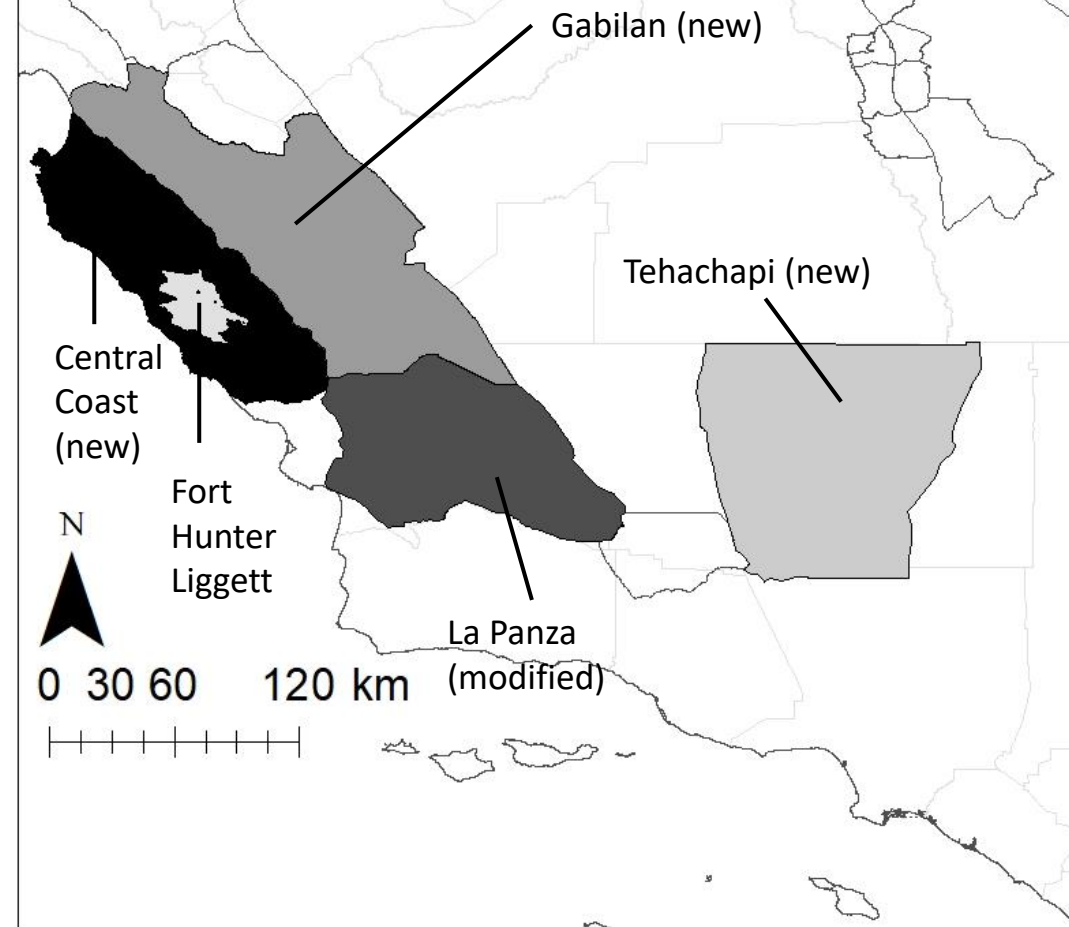 Gabilan (new)
Tehachapi (new)
Central
Coast
(new)
Fort
Hunter
Liggett
N
La Panza
(modified)
0 30 60 120 km